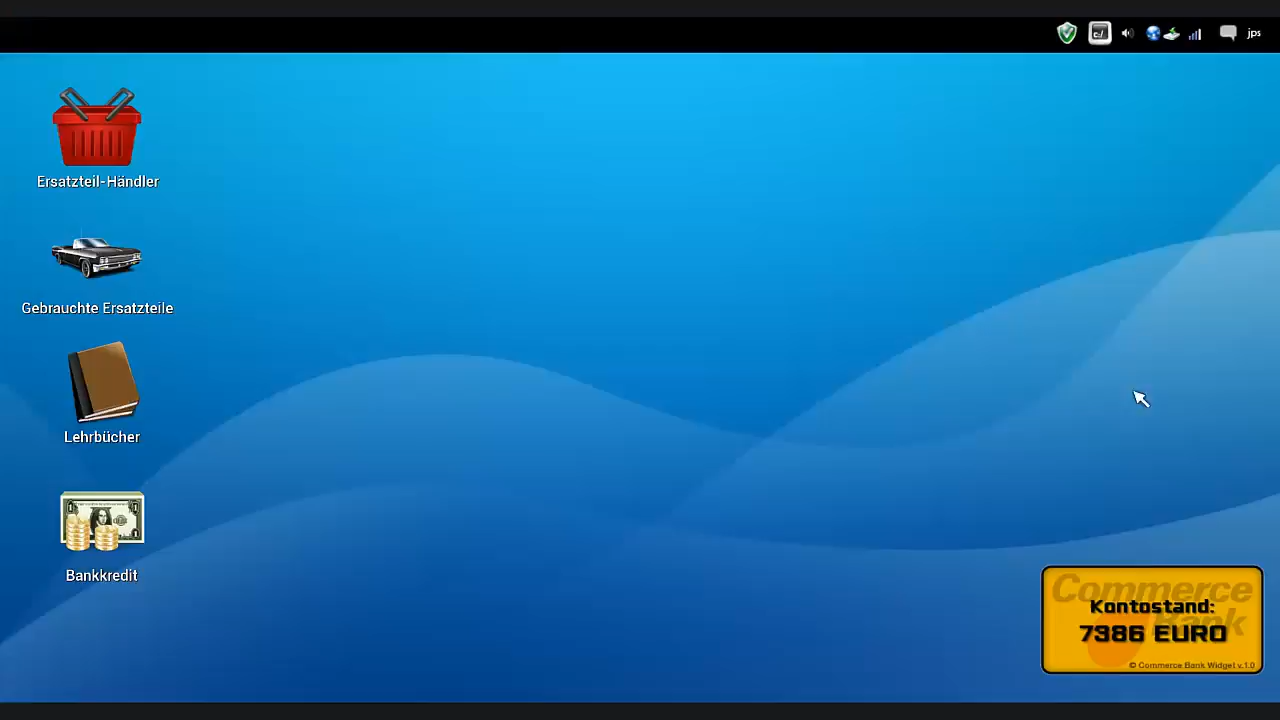 c:/
jps
Ersatzteil-Händler
Gebrauchte Ersatzteile
Lehrbücher
Bankkredit
Commerce
Bank
Kontostand:
7386 EURO
© Commerce Bank Widget v.1.0